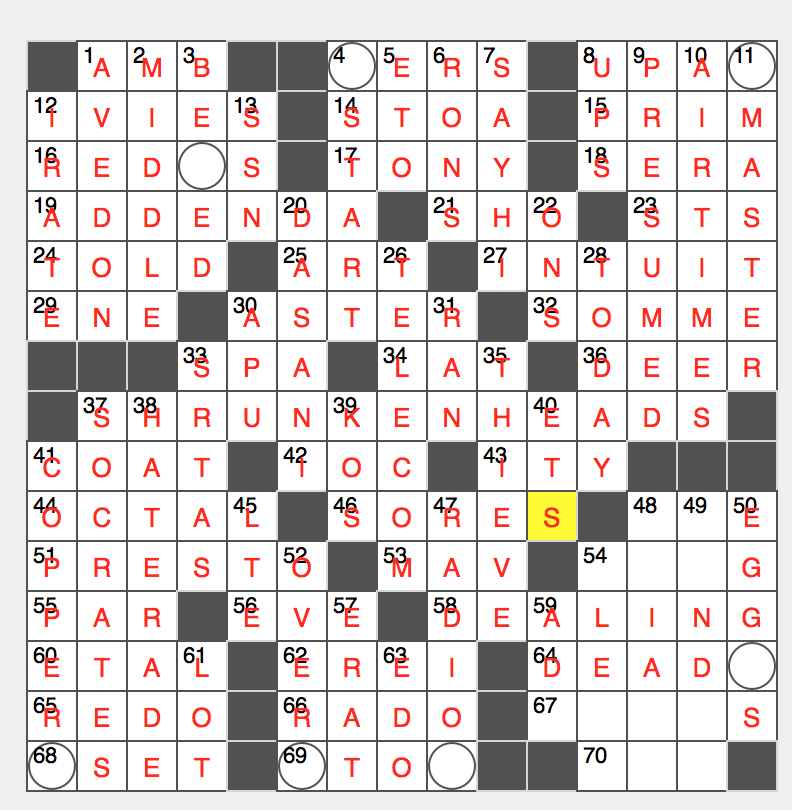 1 A 2 M 3 B 4 5 E 6 R 7 S 8 U 9 P 10 A 11
12 I V I E 13 S 14 S T O A 15 P R I M
16 R E D S 17 T O N Y 18 S E R A
19 A D D E N 20 D A 21 S H 22 O 23 S T S
24 T O L D 25 A R 26 T 27 I N 28 T U I T
29 E N E 30 A S T E 31 R 32 S O M M E
33 S P A 34 L A 35 T 36 D E E R
37 S 38 H R U N 39 K E N H 40 E A D S
41 C O A T 42 I O C 43 I T Y
44 O C T A 45 L 46 S O 47 R E S 48 49 50 E
51 P R E S T 52 O 53 M A V 54 G
55 P A R 56 E V 57 E 58 D E 59 A L I N G
60 E T A 61 L 62 E R 63 E I 64 D E A D
65 R E D O 66 R A D O 67 S
68 S E T 69 T O 70